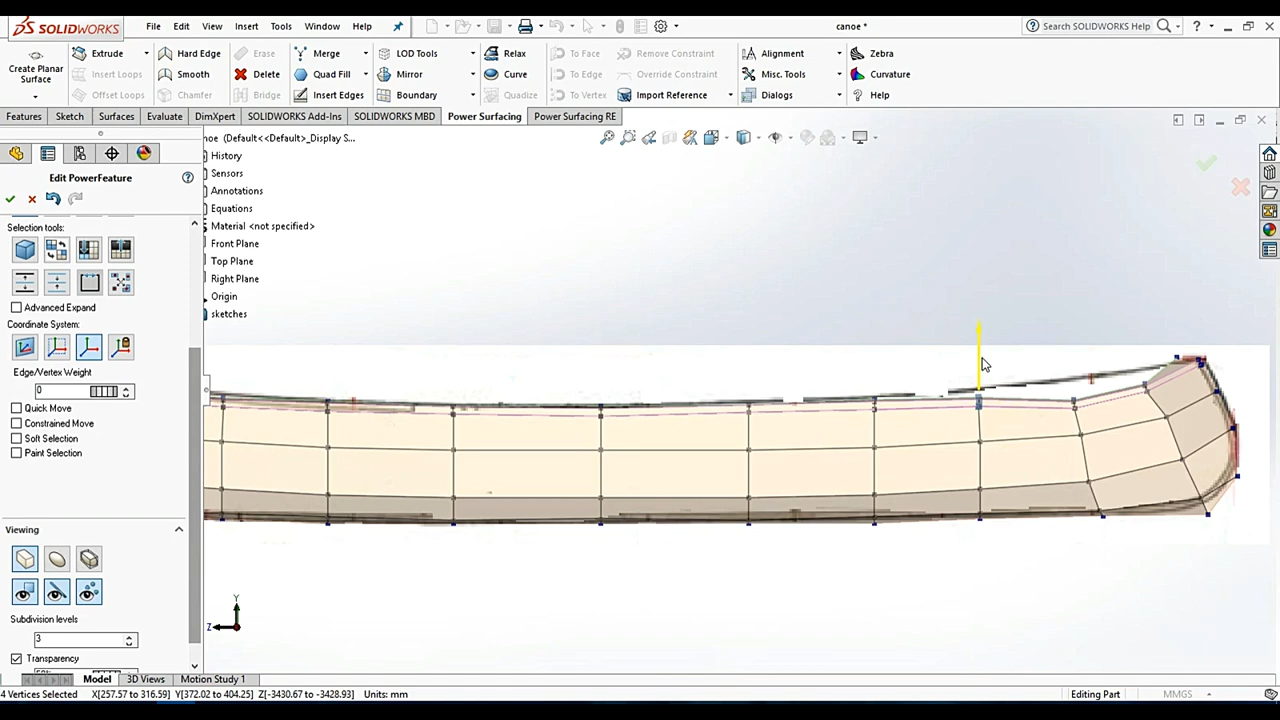 SOLIDWORKS File Edit View Insert Tools Window Help canoe * Search SOLIDWORKS Help ?
Create Planar Surface
Extrude Hard Edge Erase Merge LOD Tools Relax To Face Remove Constraint Alignment Zebra
Insert Loops Smooth Delete Quad Fill Mirror Curve To Edge Override Constraint Misc. Tools Curvature
Offset Loops Chamfer Bridge Insert Edges Boundary Quadize To Vertex Import Reference Dialogs Help
Features Sketch Surfaces Evaluate DimXpert SOLIDWORKS Add-Ins SOLIDWORKS MBD Power Surfacing Power Surfacing RE
noe (Default<<Default>_Display S...
History
Sensors
Annotations
Equations
Material <not specified>
Front Plane
Top Plane
Right Plane
Origin
sketches
Edit PowerFeature
Selection tools:
Advanced Expand
Coordinate System:
Edge/Vertex Weight
0
Quick Move
Constrained Move
Soft Selection
Paint Selection
Viewing
Subdivision levels
3
Transparency
Y
Z
Model 3D Views Motion Study 1
4 Vertices Selected X[257.57 to 316.59] Y[372.02 to 404.25] Z[-3430.67 to -3428.93] Units: mm Editing Part MMGS